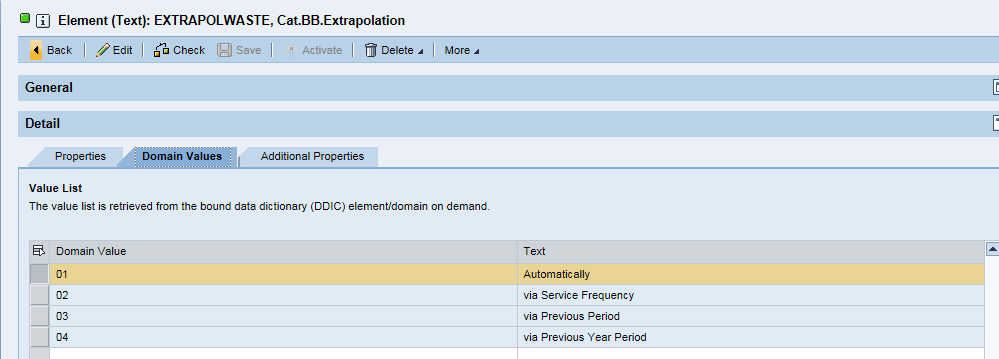 Element (Text): EXTRAPOLWASTE, Cat.BB.Extrapolation
Back Edit Check Save Activate Delete More
General
Detail
Properties Domain Values Additional Properties
Value List
The value list is retrieved from the bound data dictionary (DDIC) element/domain on demand.
Domain Value Text
01 Automatically
02 via Service Frequency
03 via Previous Period
04 via Previous Year Period